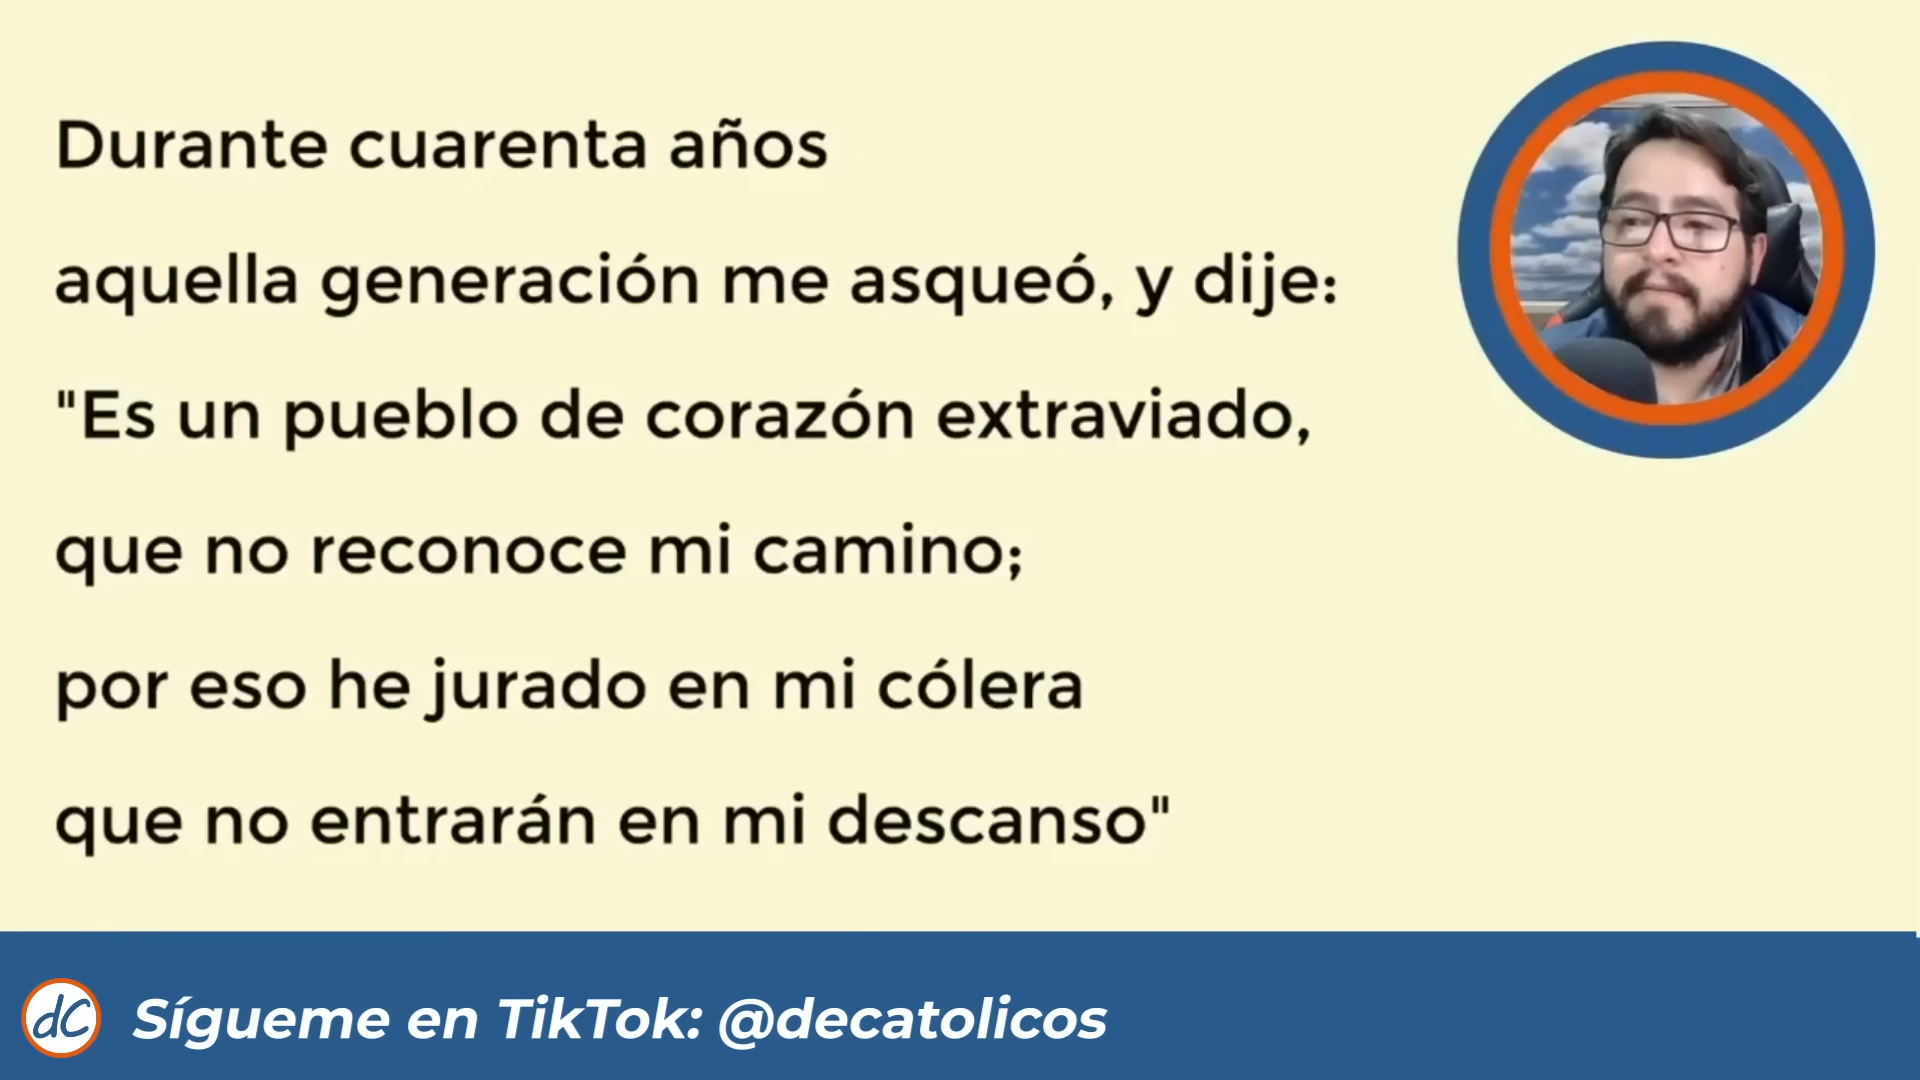 Durante cuarenta años
aquella generación me asqueó, y dije:
"Es un pueblo de corazón extraviado,
que no reconoce mi camino;
por eso he jurado en mi cólera
que no entrarán en mi descanso"
dC Sígueme en TikTok: @decatolicos